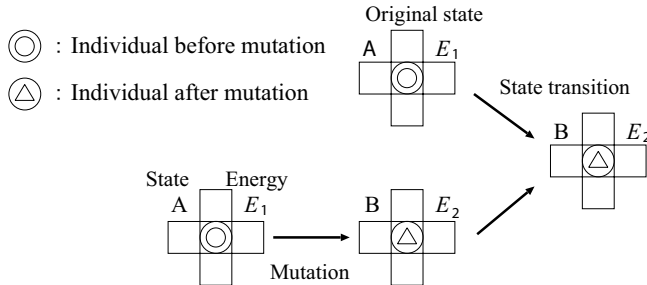 Original state
: Individual before mutation
A E1
: Individual after mutation
State transition
B E2
State Energy
A E1
B E2
Mutation